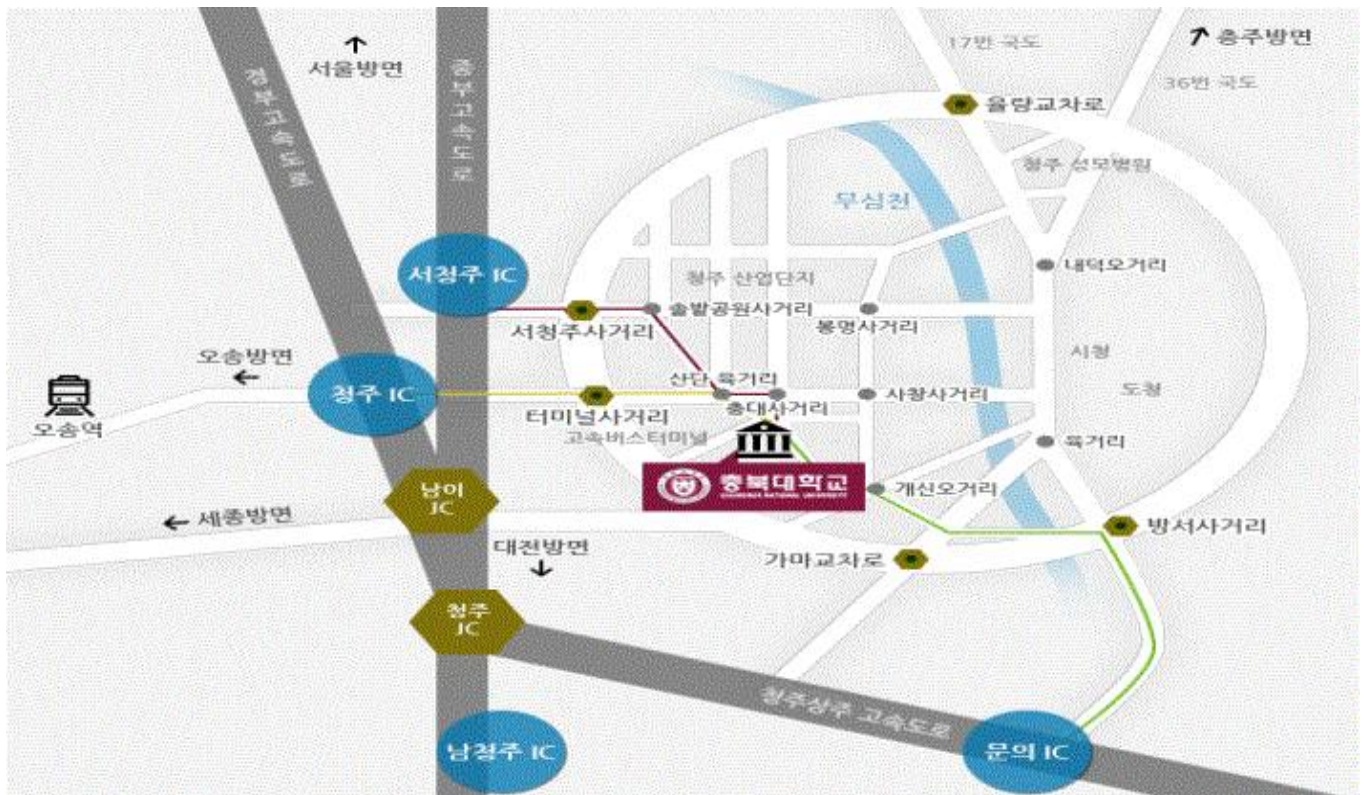 17번 국도
충주방면
서울방면
경부고속도로
중부고속도로
36번 국도
율량교차로
청주 성모병원
무심천
서청주 IC
내덕오거리
청주 산업단지
솔밭공원사거리
서청주사거리
봉명사거리
오송방면
시청
청주 IC
산단 육거리
사창사거리
도청
오송역
터미널사거리
충대사거리
고속버스터미널
육거리
충북대학교
CHUNGBUK NATIONAL UNIVERSITY
개신오거리
남이
JC
세종방면
방서사거리
대전방면
가마교차로
청주
JC
청주상주 고속도로
남청주 IC
문의 IC